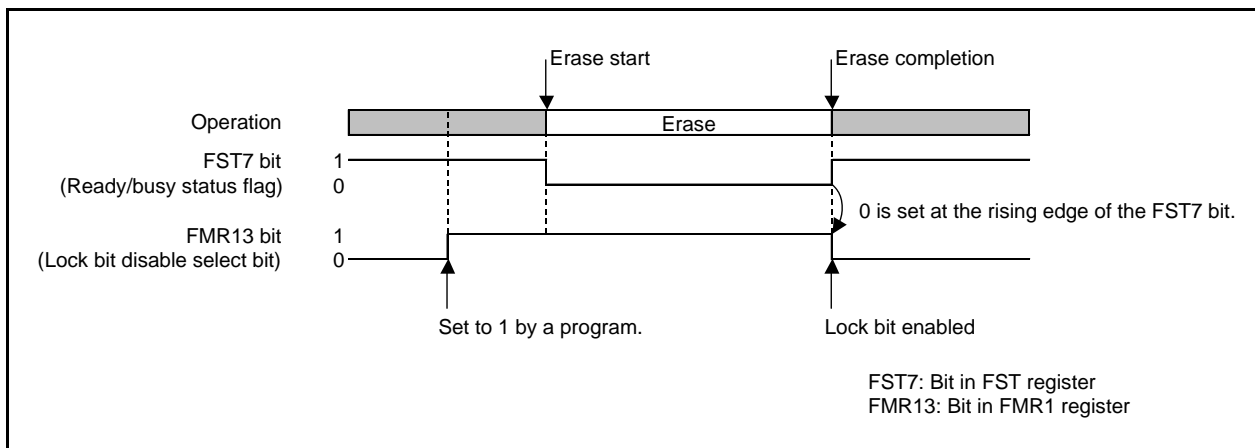 Erase start
Erase completion
Operation
Erase
FST7 bit
(Ready/busy status flag)
1
0
0 is set at the rising edge of the FST7 bit.
FMR13 bit
(Lock bit disable select bit)
1
0
Set to 1 by a program.
Lock bit enabled
FST7: Bit in FST register
FMR13: Bit in FMR1 register